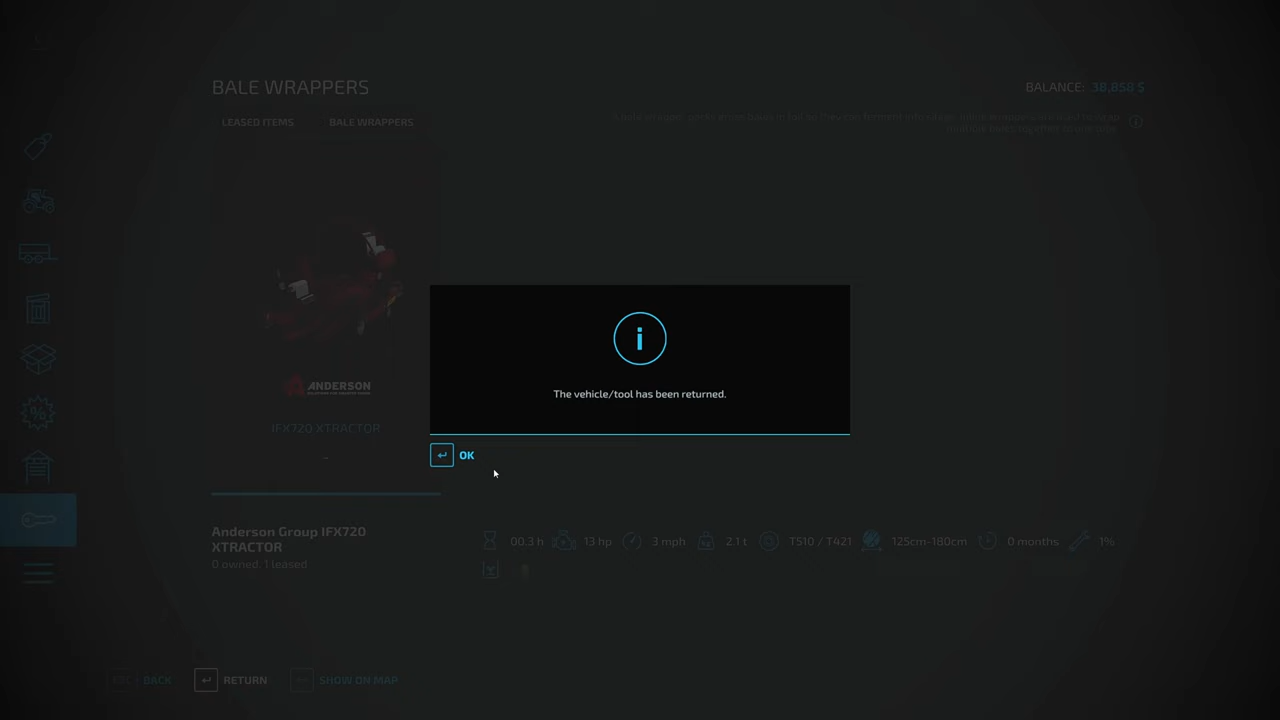 BALE WRAPPERS
BALANCE: 38,858 $
LEASED ITEMS BALE WRAPPERS
ANDERSON
IFX720 XTRACTOR
The vehicle/tool has been returned.
OK
Anderson Group IFX720
XTRACTOR
0 owned, 1 leased
00.3 h 13 hp 3 mph 2.1 t T510 / T421 125cm-180cm 0 months 1%
ESC BACK RETURN SHOW ON MAP